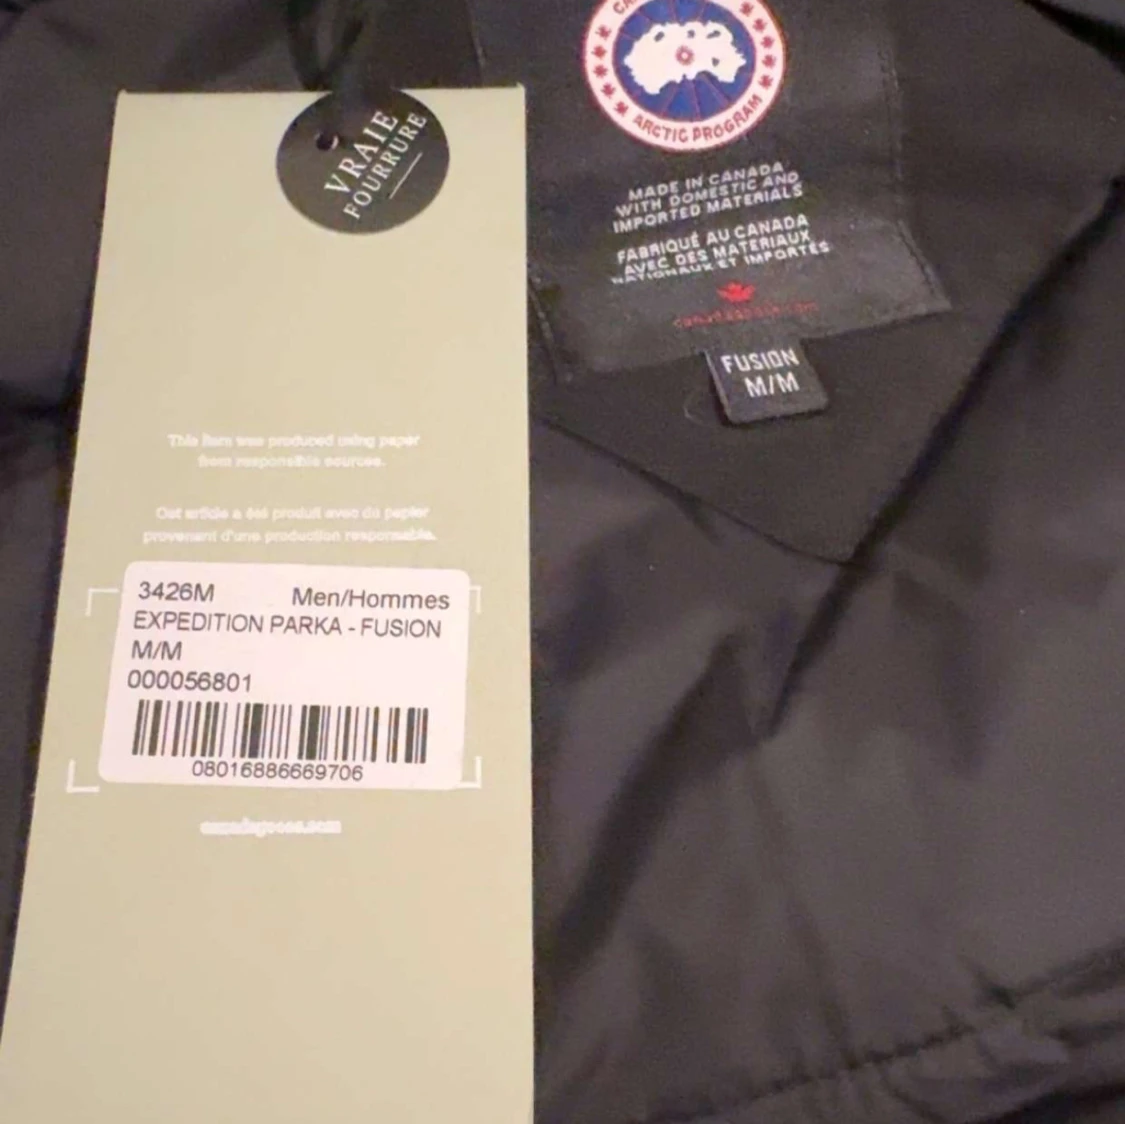 VRAIE
FOURRURE
This item was produced using paper
from responsible sources.
Cet article a été produit avec du papier
provenant d'une production responsable.
3426M Men/Hommes
EXPEDITION PARKA - FUSION
M/M
000056801
08016886669706
canadagoose.com
ARCTIC PROGRAM
MADE IN CANADA
WITH DOMESTIC AND
IMPORTED MATERIALS
FABRIQUÉ AU CANADA
AVEC DES MATERIAUX
NATIONAUX ET IMPORTÉS
canadagoose.com
FUSION
M/M